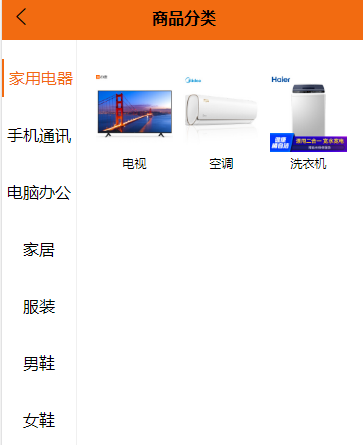 商品分类
家用电器
手机通讯
电脑办公
家居
服装
男鞋
女鞋
Midea
Haier
电视
空调
洗衣机